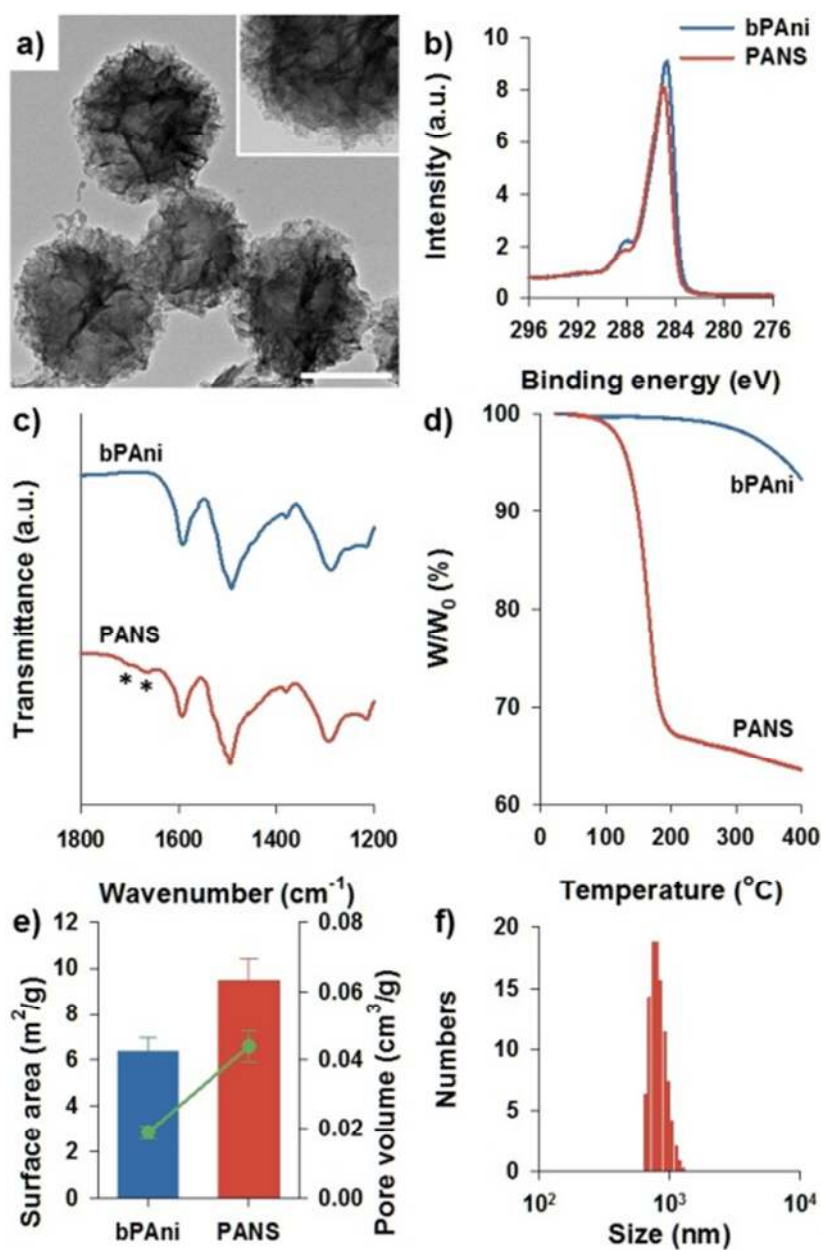 a)
b)
bPAni
PANS
Intensity (a.u.)
10
8
6
4
2
0
296 292 288 284 280 276
Binding energy (eV)
c)
bPAni
PANS
* *
Transmittance (a.u.)
1800 1600 1400 1200
Wavenumber (cm⁻¹)
d)
bPAni
PANS
W/W₀ (%)
100
90
80
70
60
0 100 200 300 400
Temperature (°C)
e)
Surface area (m²/g)
12
10
8
6
4
2
0
bPAni PANS
0.08
0.06
0.04
0.02
0.00
Pore volume (cm³/g)
f)
Numbers
20
15
10
5
0
10² 10³ 10⁴
Size (nm)